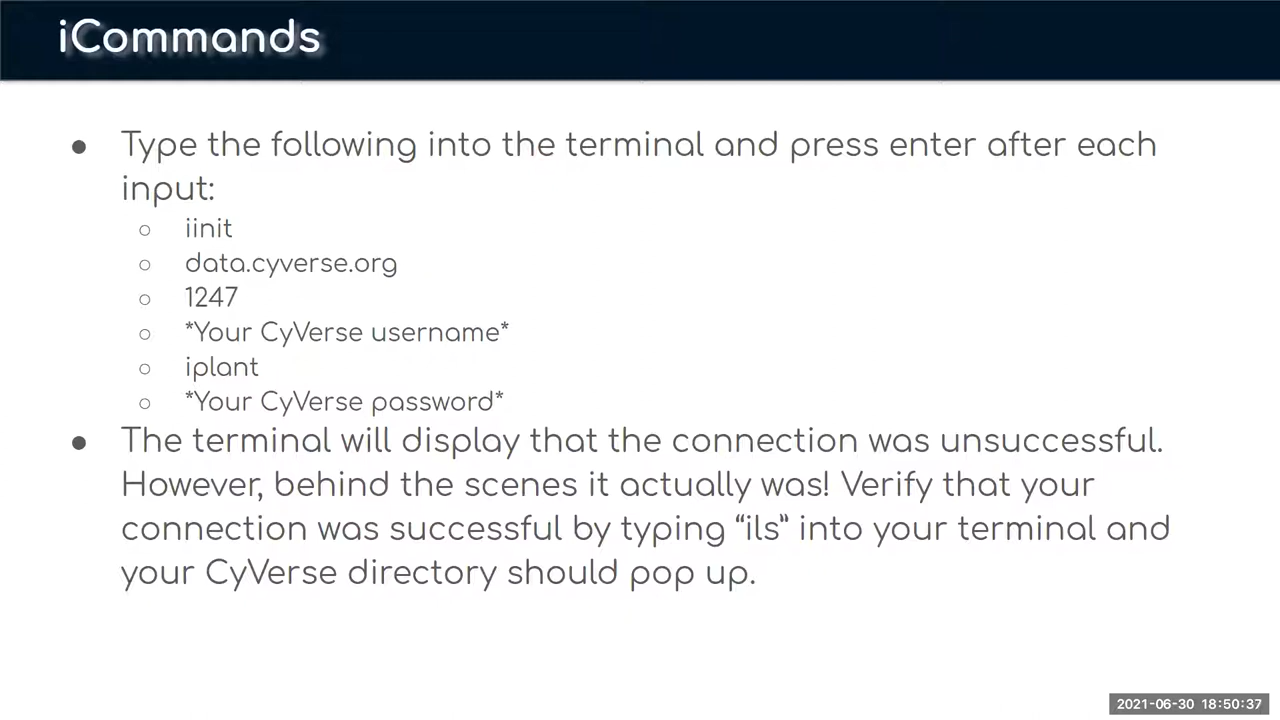 iCommands
● Type the following into the terminal and press enter after each
input:
○ iinit
○ data.cyverse.org
○ 1247
○ *Your CyVerse username*
○ iplant
○ *Your CyVerse password*
● The terminal will display that the connection was unsuccessful.
However, behind the scenes it actually was! Verify that your
connection was successful by typing “ils” into your terminal and
your CyVerse directory should pop up.
2021-06-30 18:50:37